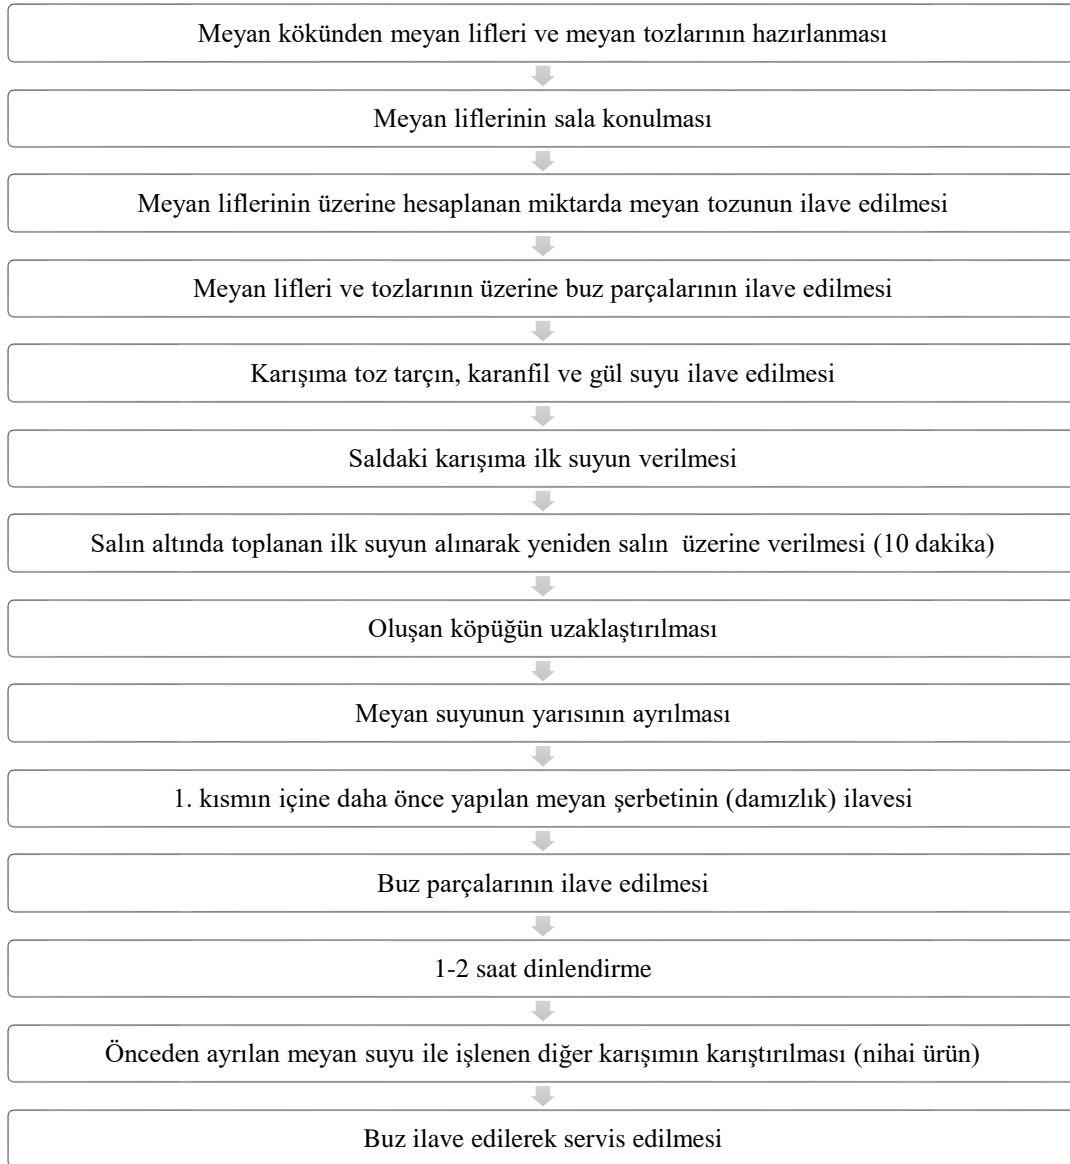 Meyan kökünden meyan lifleri ve meyan tozlarının hazırlanması
Meyan liflerinin sala konulması
Meyan liflerinin üzerine hesaplanan miktarda meyan tozunun ilave edilmesi
Meyan lifleri ve tozlarının üzerine buz parçalarının ilave edilmesi
Karışıma toz tarçın, karanfil ve gül suyu ilave edilmesi
Saldaki karışıma ilk suyun verilmesi
Salın altında toplanan ilk suyun alınarak yeniden salın üzerine verilmesi (10 dakika)
Oluşan köpüğün uzaklaştırılması
Meyan suyunun yarısının ayrılması
1. kısmın içine daha önce yapılan meyan şerbetinin (damızlık) ilavesi
Buz parçalarının ilave edilmesi
1-2 saat dinlendirme
Önceden ayrılan meyan suyu ile işlenen diğer karışımın karıştırılması (nihai ürün)
Buz ilave edilerek servis edilmesi